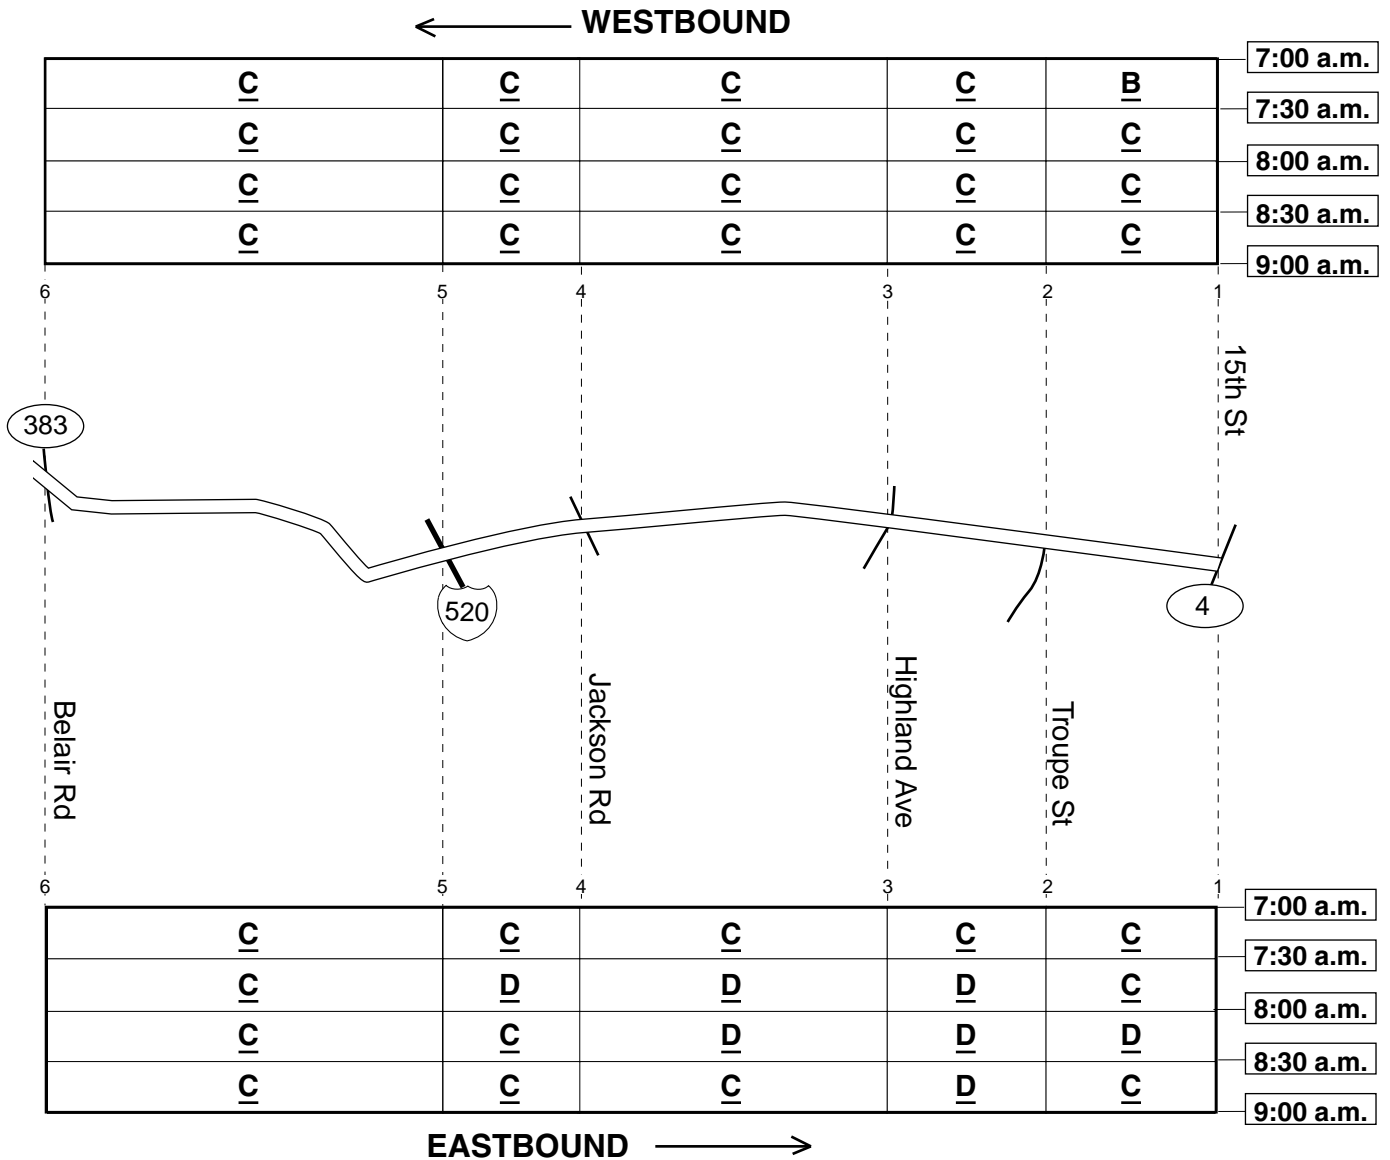 WESTBOUND
7:00 a.m.
C C C C B
7:30 a.m.
C C C C C
8:00 a.m.
C C C C C
8:30 a.m.
C C C C C
9:00 a.m.
6 5 4 3 2 1
15th St
383
520
4
Belair Rd
Jackson Rd
Highland Ave
Troupe St
6 5 4 3 2 1
7:00 a.m.
C C C C C
7:30 a.m.
C D D D C
8:00 a.m.
C C D D D
8:30 a.m.
C C C D C
9:00 a.m.
EASTBOUND